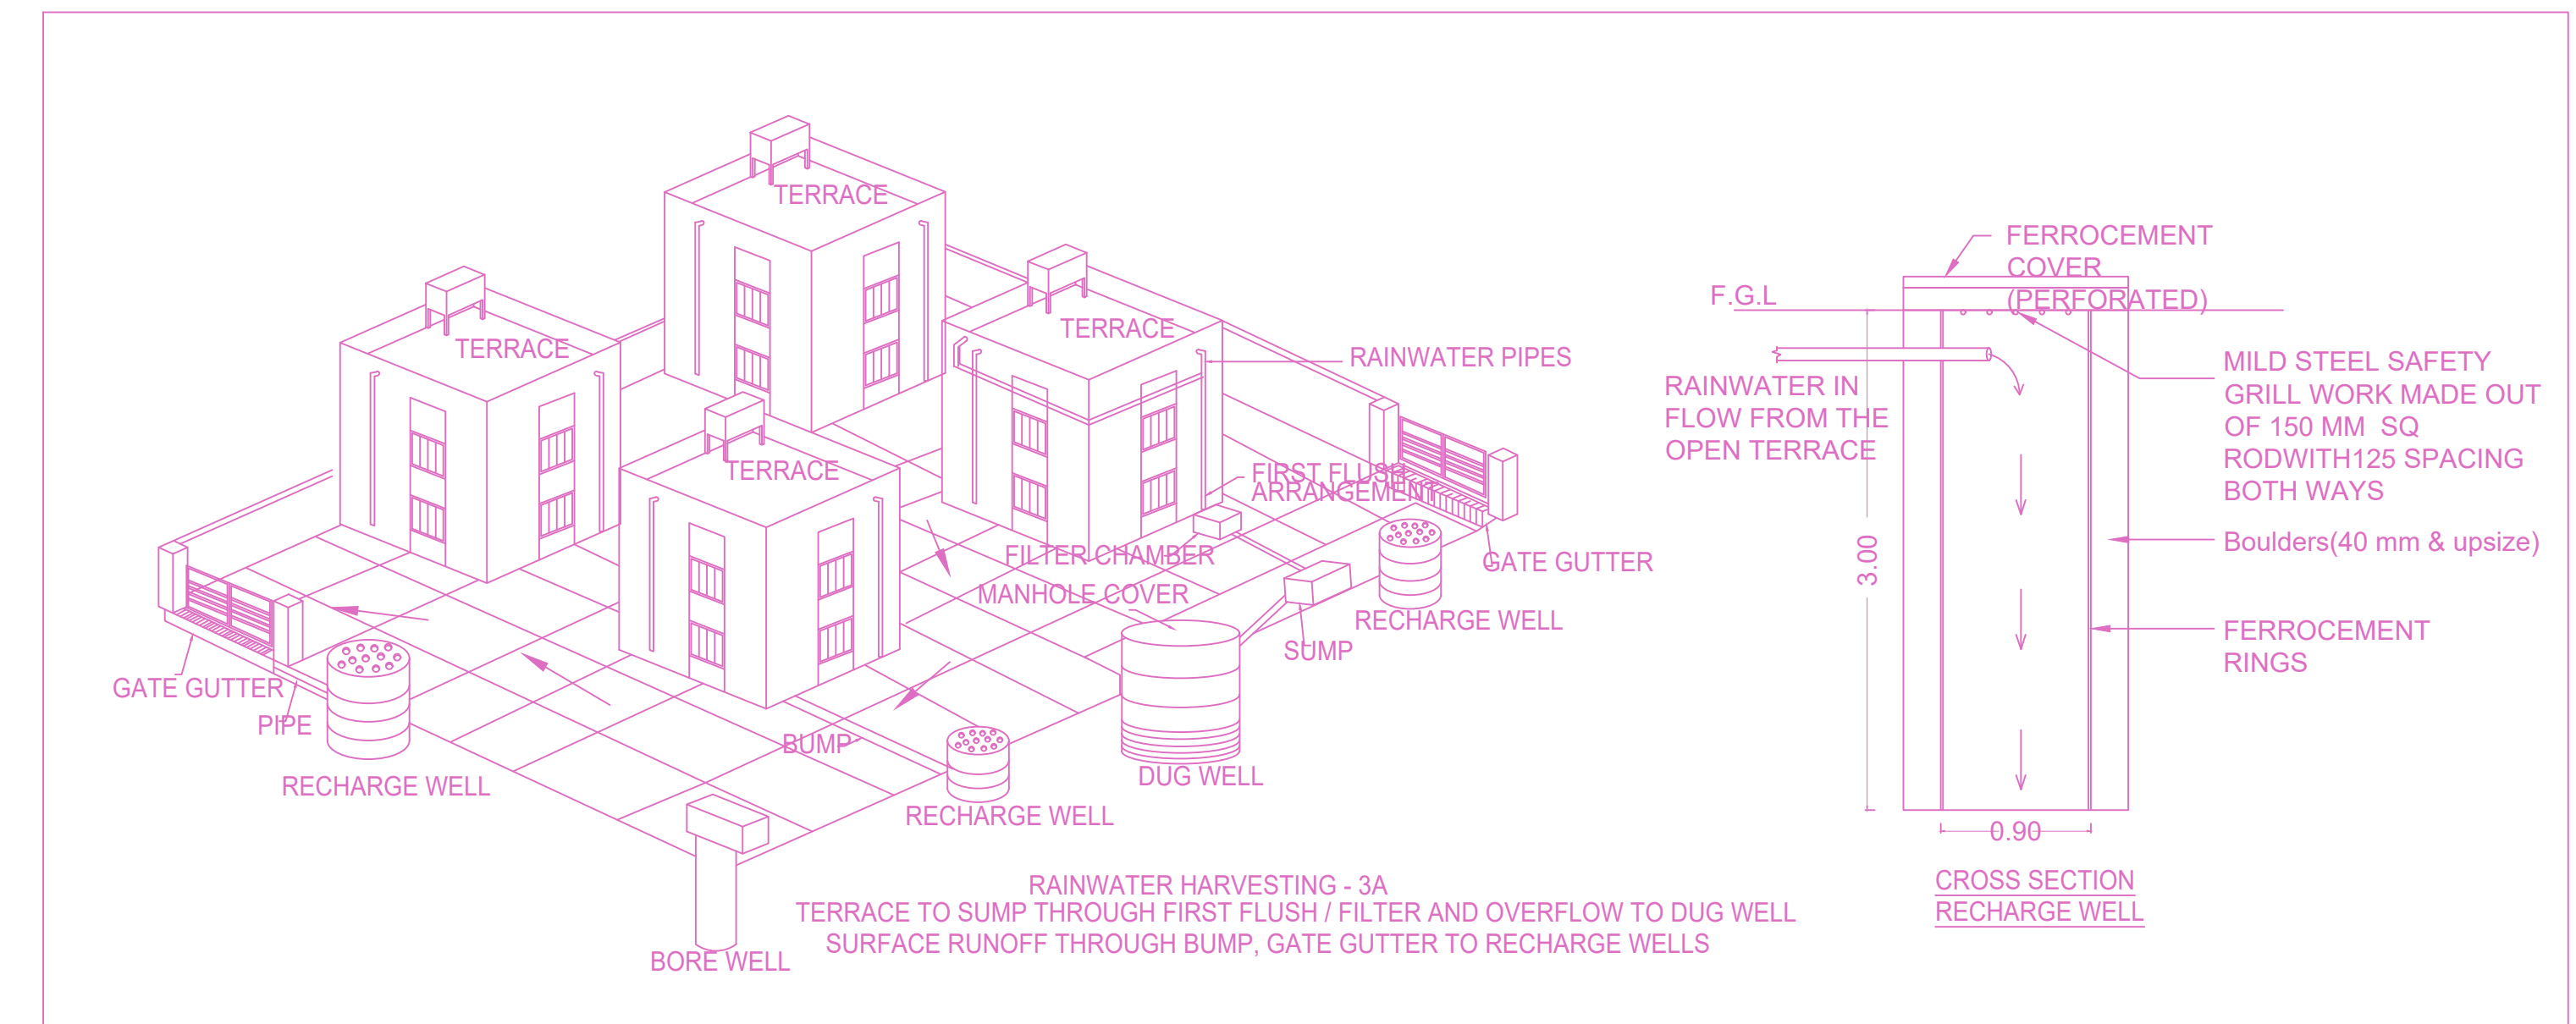 TERRACE
TERRACE
TERRACE
TERRACE
RAINWATER PIPES
FIRST FLUSH
ARRANGEMENT
FILTER CHAMBER
MANHOLE COVER
GATE GUTTER
RECHARGE WELL
SUMP
GATE GUTTER
PIPE
RECHARGE WELL
BUMP
RECHARGE WELL
DUG WELL
BORE WELL
RAINWATER HARVESTING - 3A
TERRACE TO SUMP THROUGH FIRST FLUSH / FILTER AND OVERFLOW TO DUG WELL
SURFACE RUNOFF THROUGH BUMP, GATE GUTTER TO RECHARGE WELLS
FERROCEMENT
COVER
(PERFORATED)
F.G.L
RAINWATER IN
FLOW FROM THE
OPEN TERRACE
MILD STEEL SAFETY
GRILL WORK MADE OUT
OF 150 MM SQ
RODWITH125 SPACING
BOTH WAYS
Boulders(40 mm & upsize)
3.00
FERROCEMENT
RINGS
0.90
CROSS SECTION
RECHARGE WELL